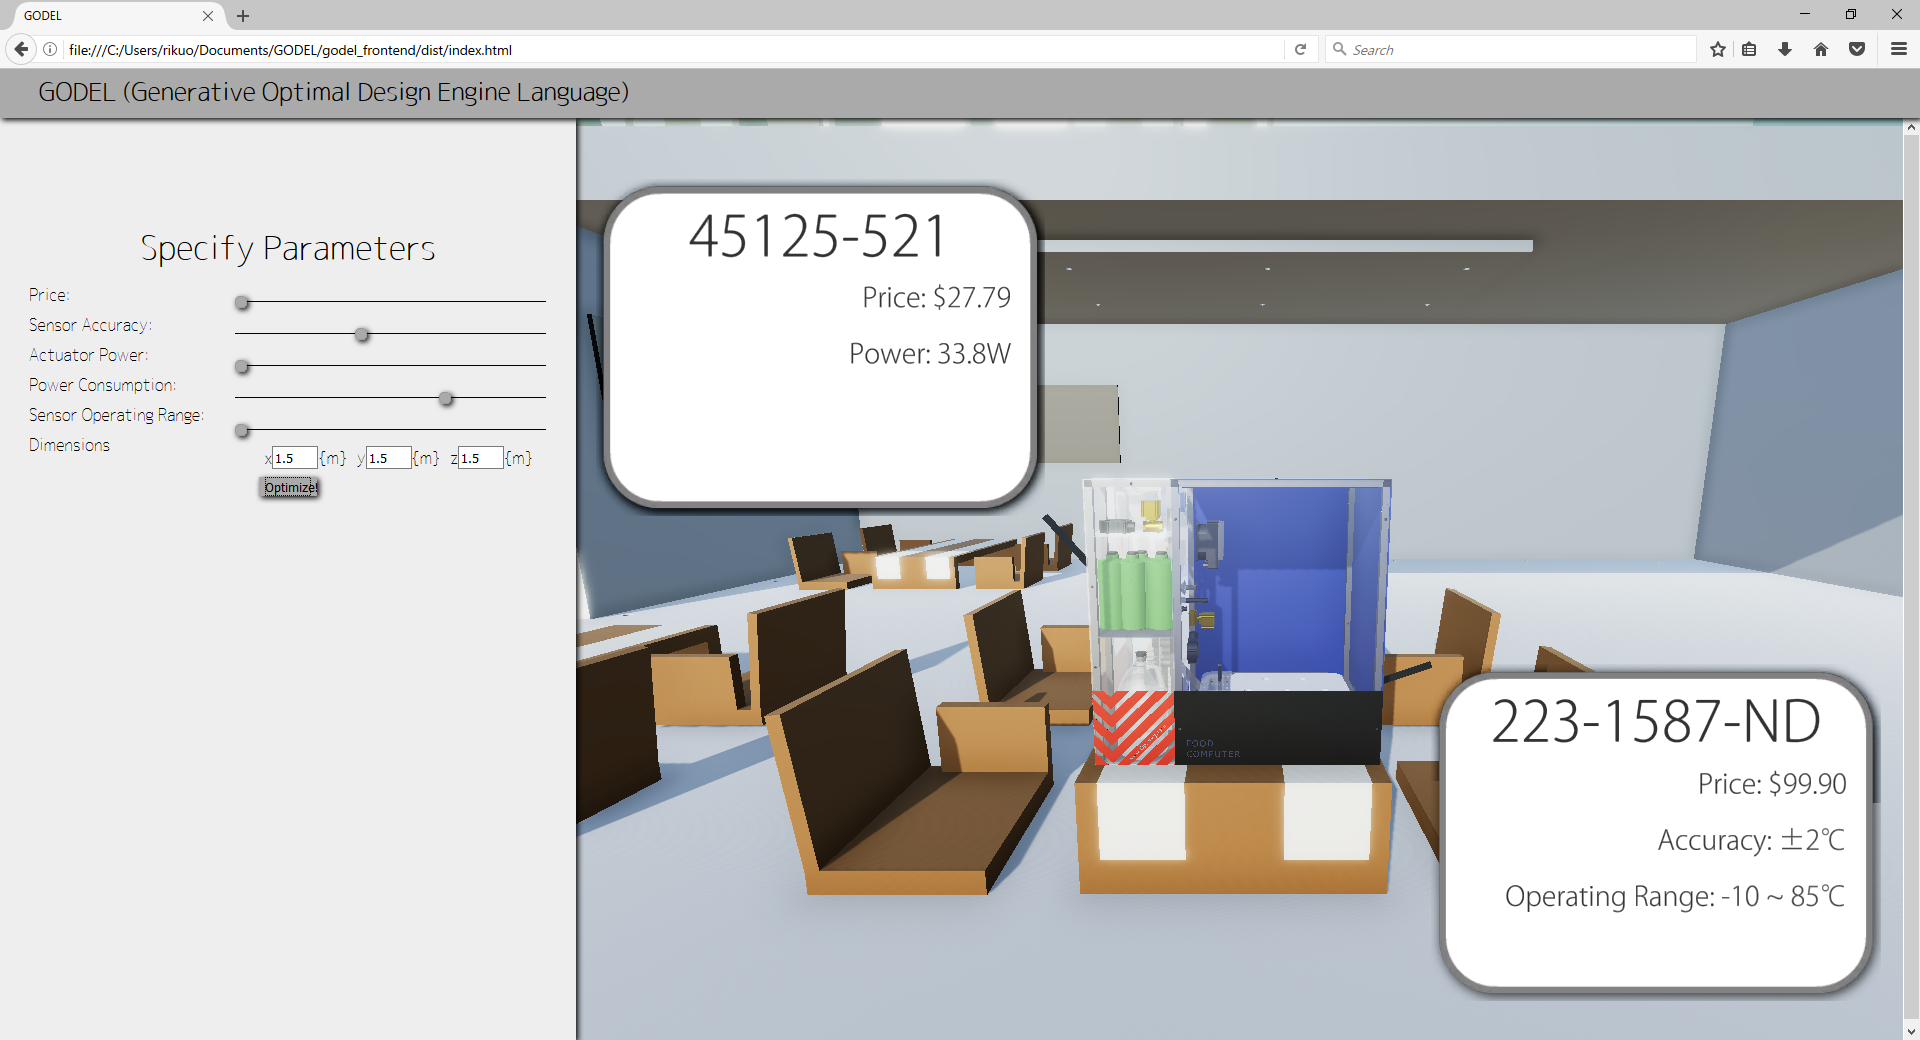 GODEL
file:///C:/Users/rikuo/Documents/GODEL/godel_frontend/dist/index.html
Search
GODEL (Generative Optimal Design Engine Language)
Specify Parameters
Price:
Sensor Accuracy:
Actuator Power:
Power Consumption:
Sensor Operating Range:
Dimensions
x 1.5 {m} y 1.5 {m} z 1.5 {m}
Optimize!
45125-521
Price: $27.79
Power: 33.8W
FOOD
COMPUTER
223-1587-ND
Price: $99.90
Accuracy: ±2℃
Operating Range: -10 ~ 85℃